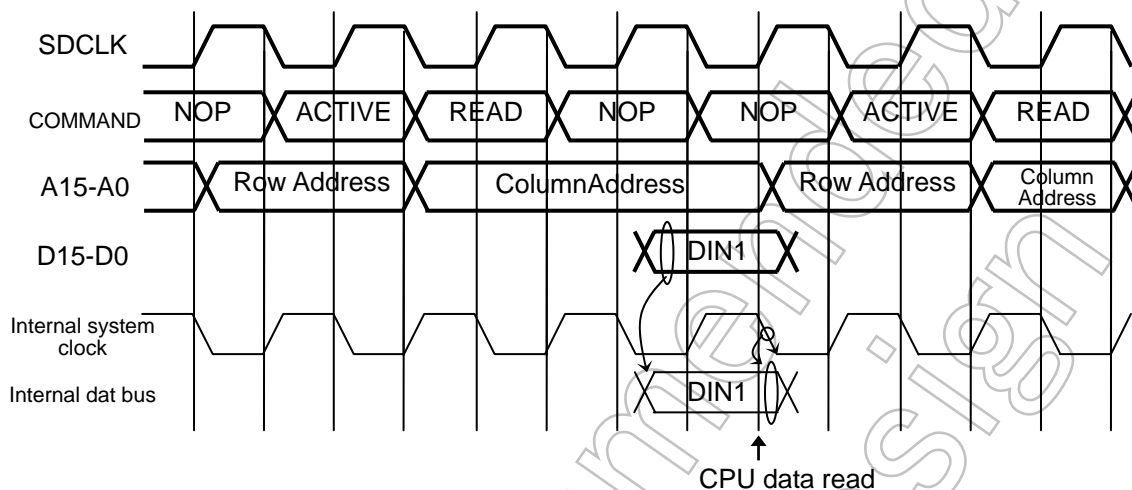 SDCLK
COMMAND NOP ACTIVE READ NOP NOP ACTIVE READ
A15-A0 Row Address ColumnAddress Row Address Column
Address
D15-D0 DIN1
Internal system
clock
Internal dat bus DIN1
CPU data read